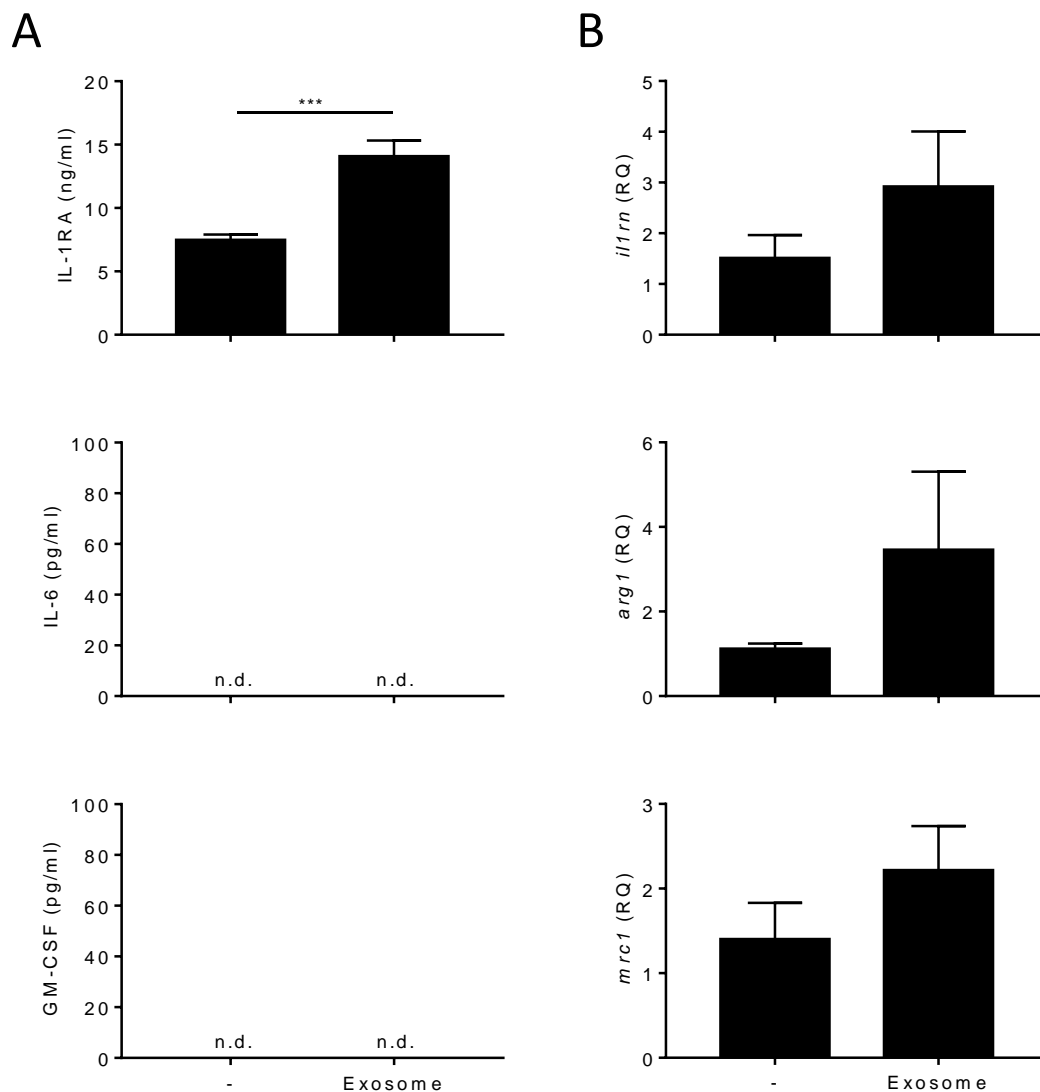 A
B
20
15
10
5
0
IL-1RA (ng/ml)
***
5
4
3
2
1
0
il1rn (RQ)
100
80
60
40
20
0
IL-6 (pg/ml)
n.d. n.d.
6
4
2
0
arg1 (RQ)
100
80
60
40
20
0
GM-CSF (pg/ml)
n.d. n.d.
- Exosome
3
2
1
0
mrc1 (RQ)
- Exosome